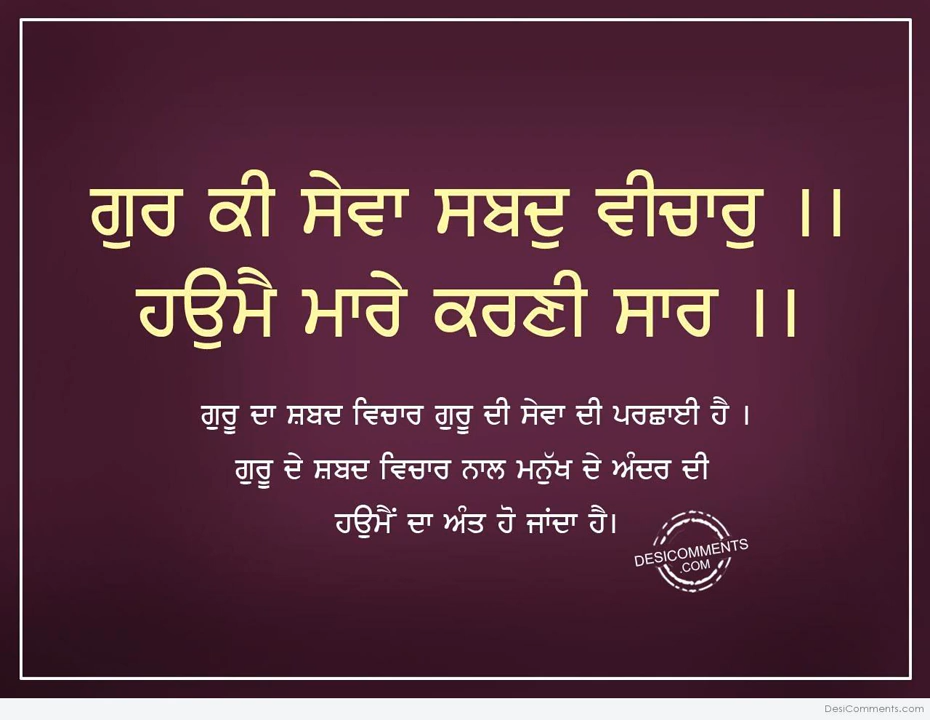 ਗੁਰ ਕੀ ਸੇਵਾ ਸਬਦੁ ਵੀਚਾਰੁ ।।
ਹਉਮੈ ਮਾਰੇ ਕਰਣੀ ਸਾਰ ।।
ਗੁਰੂ ਦਾ ਸ਼ਬਦ ਵਿਚਾਰ ਗੁਰੂ ਦੀ ਸੇਵਾ ਦੀ ਪਰਛਾਈ ਹੈ ।
ਗੁਰੂ ਦੇ ਸ਼ਬਦ ਵਿਚਾਰ ਨਾਲ ਮਨੁੱਖ ਦੇ ਅੰਦਰ ਦੀ
ਹਉਮੈਂ ਦਾ ਅੰਤ ਹੋ ਜਾਂਦਾ ਹੈ।
DESICOMMENTS
.COM
DesiComments.com